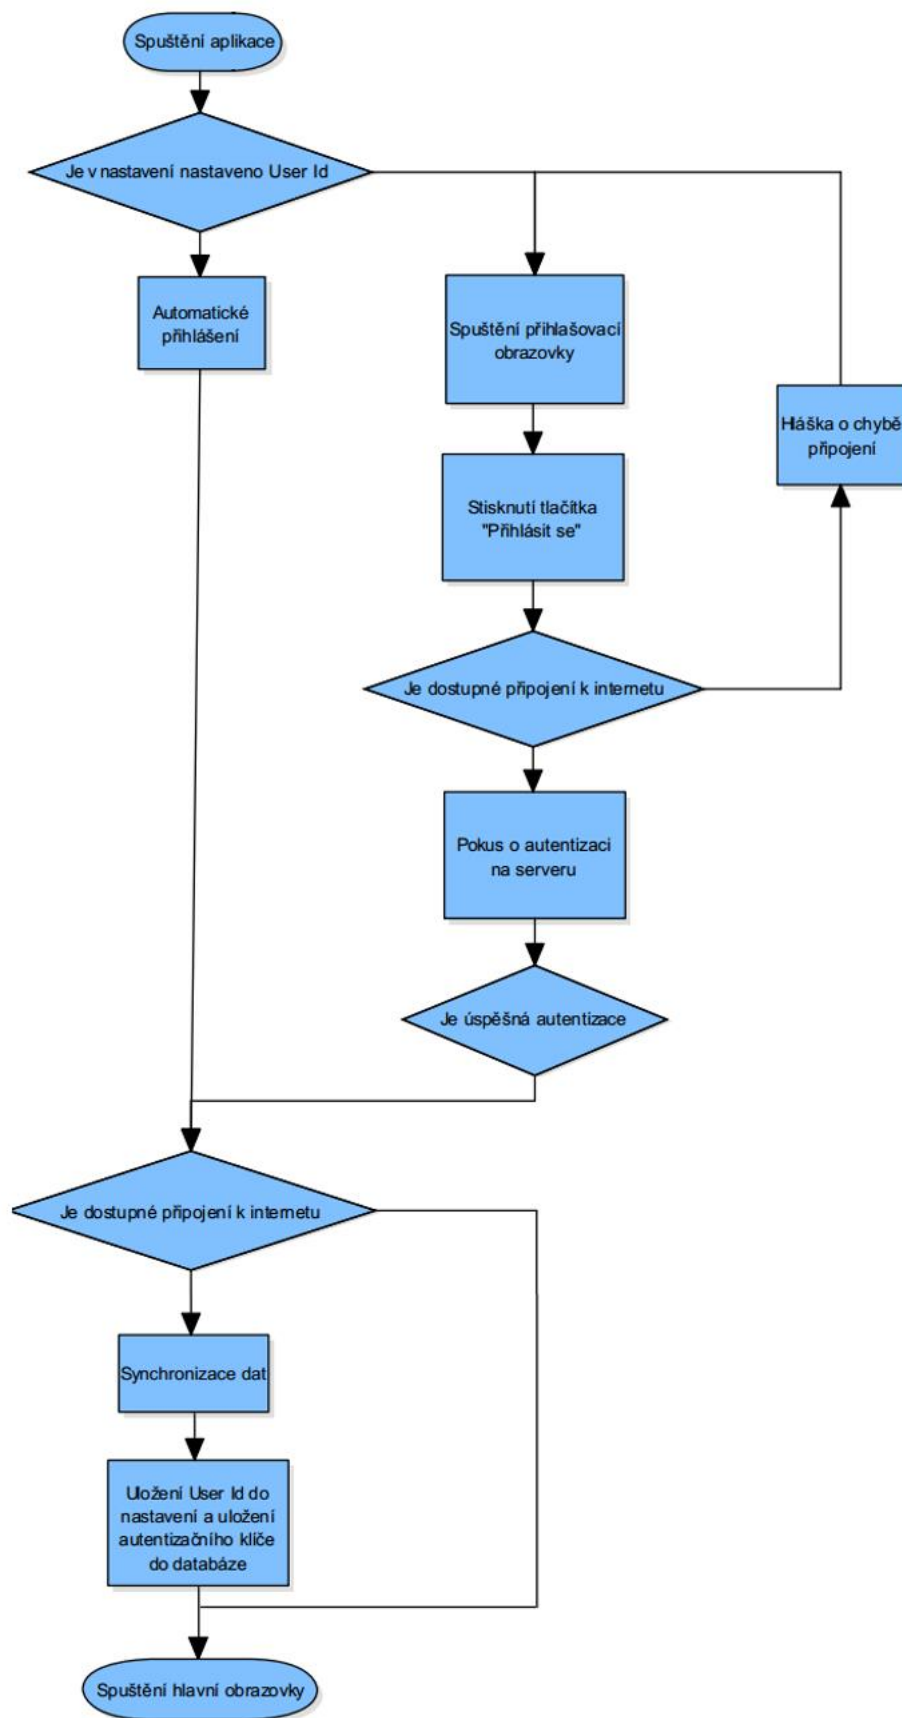 Spuštění aplikace
Je v nastavení nastaveno User Id
Automatické
přihlášení
Spuštění přihlašovací
obrazovky
Hláška o chybě
připojení
Stisknutí tlačítka
"Přihlásit se"
Je dostupné připojení k internetu
Pokus o autentizaci
na serveru
Je úspěšná autentizace
Je dostupné připojení k internetu
Synchronizace dat
Uložení User Id do
nastavení a uložení
autentizačního klíče
do databáze
Spuštění hlavní obrazovky